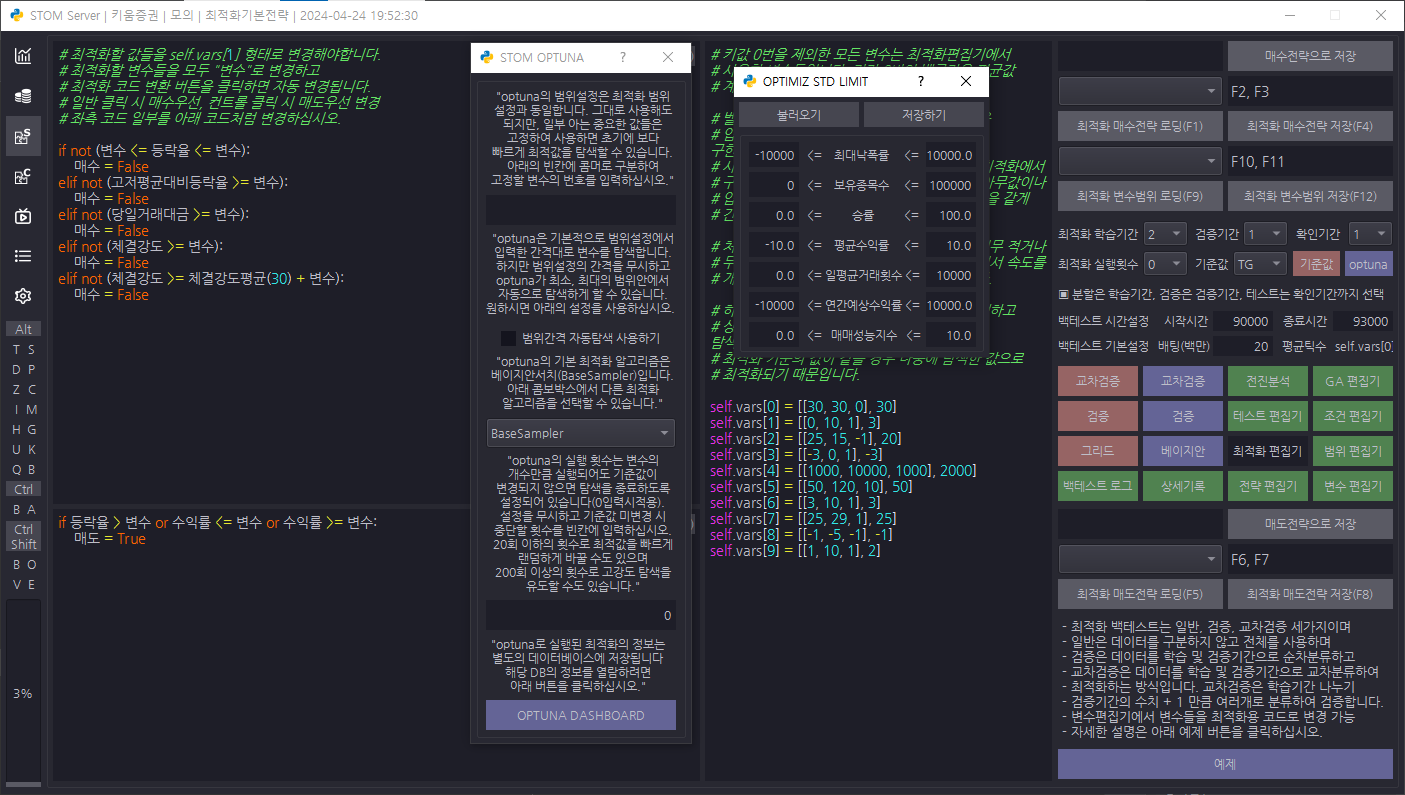 STOM Server | 키움증권 | 모의 | 최적화기본전략 | 2024-04-24 19:52:30
Alt
T S
D P
Z C
I M
H G
U K
Q B
Ctrl
B A
Ctrl
Shift
B O
V E
3%
# 최적화할 값들을 self.vars[1] 형태로 변경해야합니다.
# 최적화할 변수들을 모두 "변수"로 변경하고
# 최적화 코드 변환 버튼을 클릭하면 자동 변경됩니다.
# 일반 클릭 시 매수우선, 컨트롤 클릭 시 매도우선 변경
# 좌측 코드 일부를 아래 코드처럼 변경하십시오.
if not (변수 <= 등락율 <= 변수):
매수 = False
elif not (고저평균대비등락율 >= 변수):
매수 = False
elif not (당일거래대금 >= 변수):
매수 = False
elif not (체결강도 >= 변수):
매수 = False
elif not (체결강도 >= 체결강도평균(30) + 변수):
매수 = False
if 등락율 > 변수 or 수익률 <= 변수 or 수익률 >= 변수:
매도 = True
STOM OPTUNA
?
"optuna의 범위설정은 최적화 범위
설정과 동일합니다. 그대로 사용해도
되지만, 일부 아는 중요한 값들은
고정하여 사용하면 초기에 보다
빠르게 최적값을 탐색할 수 있습니다.
아래의 빈칸에 콤머로 구분하여
고정할 변수의 번호를 입력하십시오."
"optuna은 기본적으로 범위설정에서
입력한 간격대로 변수를 탐색합니다.
하지만 범위설정의 간격을 무시하고
optuna가 최소, 최대의 범위안에서
자동으로 탐색하게 할 수 있습니다.
원하시면 아래의 설정을 사용하십시오.
범위간격 자동탐색 사용하기
"optuna의 기본 최적화 알고리즘은
베이지안서치(BaseSampler)입니다.
아래 콤보박스에서 다른 최적화
알고리즘을 선택할 수 있습니다."
BaseSampler
"optuna의 실행 횟수는 변수의
개수만큼 실행되어도 기준값이
변경되지 않으면 탐색을 종료하도록
설정되어 있습니다(0입력시적용).
설정을 무시하고 기준값 미변경 시
중단할 횟수를 빈칸에 입력하십시오.
20회 이하의 횟수로 최적값을 빠르게
랜덤하게 바꿀 수도 있으며
200회 이상의 횟수로 고강도 탐색을
유도할 수도 있습니다."
0
"optuna로 실행된 최적화의 정보는
별도의 데이터베이스에 저장됩니다
해당 DB의 정보를 열람하려면
아래 버튼을 클릭하십시오."
OPTUNA DASHBOARD
# 키값 0번을 제외한 모든 변수는 최적화편집기에서
OPTIMIZ STD LIMIT
?
불러오기 저장하기
-10000 <= 최대낙폭률 <= 10000.0
0 <= 보유종목수 <= 100000
0.0 <= 승률 <= 100.0
-10.0 <= 평균수익률 <= 10.0
0.0 <= 일평균거래횟수 <= 10000
-10000 <= 연간예상수익률 <= 10000.0
0.0 <= 매매성능지수 <= 10.0
# 최적화되기 때문입니다.
self.vars[0] = [[30, 30, 0], 30]
self.vars[1] = [[0, 10, 1], 3]
self.vars[2] = [[25, 15, -1], 20]
self.vars[3] = [[-3, 0, 1], -3]
self.vars[4] = [[1000, 10000, 1000], 2000]
self.vars[5] = [[50, 120, 10], 50]
self.vars[6] = [[3, 10, 1], 3]
self.vars[7] = [[25, 29, 1], 25]
self.vars[8] = [[-1, -5, -1], -1]
self.vars[9] = [[1, 10, 1], 2]
매수전략으로 저장
F2, F3
최적화 매수전략 로딩(F1) 최적화 매수전략 저장(F4)
F10, F11
최적화 변수범위 로딩(F9) 최적화 변수범위 저장(F12)
최적화 학습기간 2 검증기간 1 확인기간 1
최적화 실행횟수 0 기준값 TG 기준값 optuna
▣ 분할은 학습기간, 검증은 검증기간, 테스트는 확인기간까지 선택
백테스트 시간설정 시작시간 90000 종료시간 93000
백테스트 기본설정 배팅(백만) 20 평균틱수 self.vars[0]
교차검증 교차검증 전진분석 GA 편집기
검증 검증 테스트 편집기 조건 편집기
그리드 베이지안 최적화 편집기 범위 편집기
백테스트 로그 상세기록 전략 편집기 변수 편집기
매도전략으로 저장
F6, F7
최적화 매도전략 로딩(F5) 최적화 매도전략 저장(F8)
- 최적화 백테스트는 일반, 검증, 교차검증 세가지이며
- 일반은 데이터를 구분하지 않고 전체를 사용하며
- 검증은 데이터를 학습 및 검증기간으로 순차분류하고
- 교차검증은 데이터를 학습 및 검증기간으로 교차분류하여
- 최적화하는 방식입니다. 교차검증은 학습기간 나누기
- 검증기간의 수치 + 1 만큼 여러개로 분류하여 검증합니다.
- 변수편집기에서 변수들을 최적화용 코드로 변경 가능
- 자세한 설명은 아래 예제 버튼을 클릭하십시오.
예제